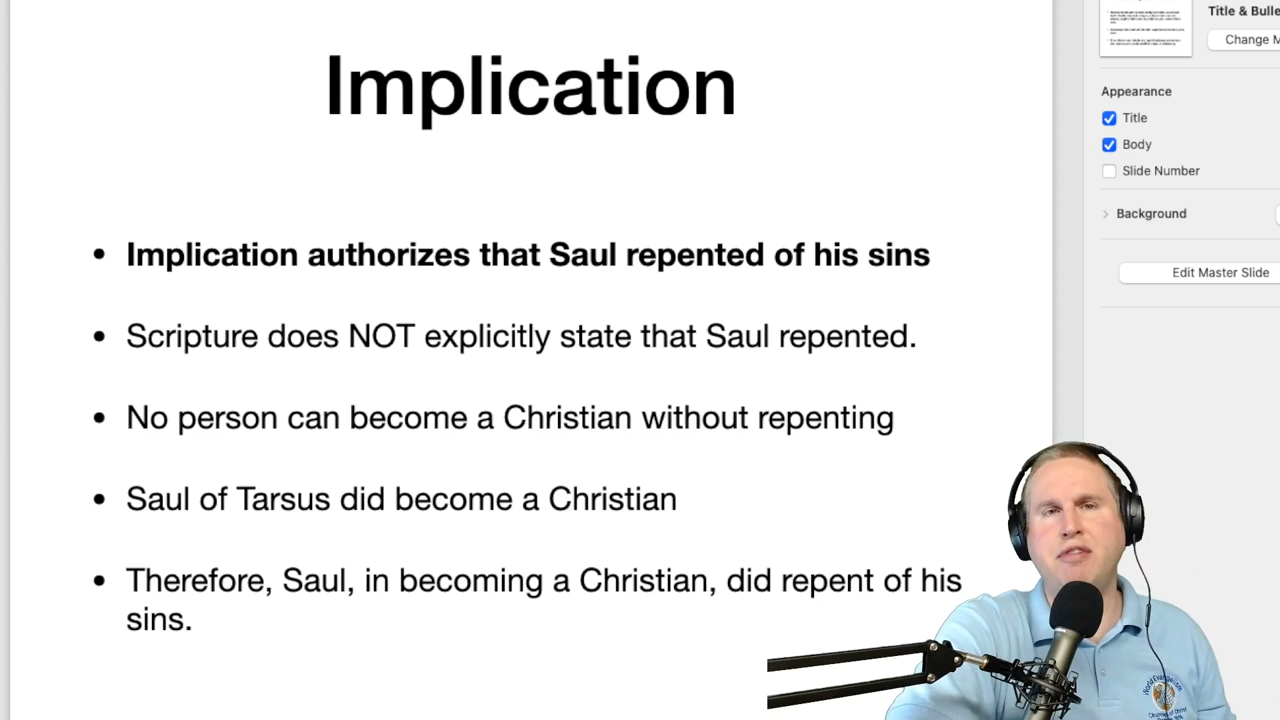 Implication
• Implication authorizes that Saul repented of his sins
• Scripture does NOT explicitly state that Saul repented.
• No person can become a Christian without repenting
• Saul of Tarsus did become a Christian
• Therefore, Saul, in becoming a Christian, did repent of his
sins.
Title & Bulle
Change M
Appearance
Title
Body
Slide Number
Background
Edit Master Slide
World Evangelism